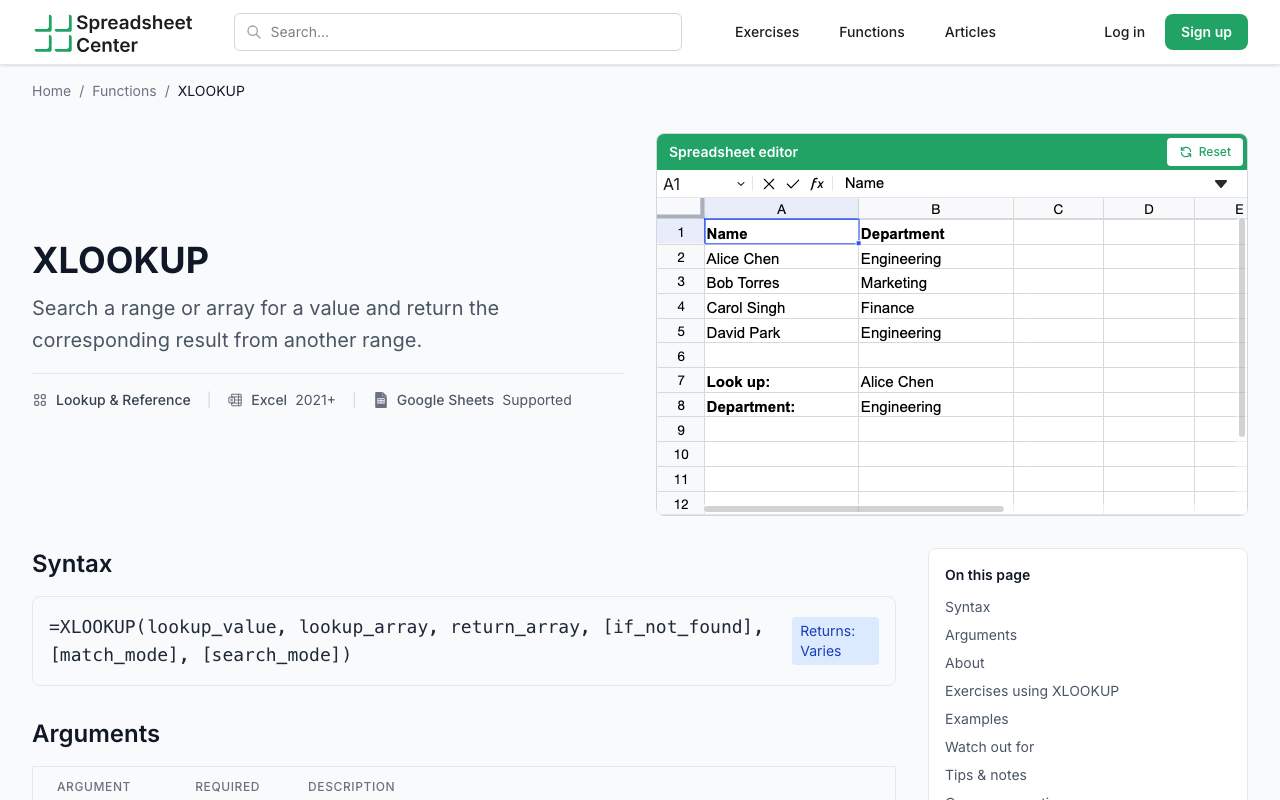 Spreadsheet
Center
Search...
Exercises
Functions
Articles
Log in
Sign up
Home / Functions / XLOOKUP
XLOOKUP
Search a range or array for a value and return the
corresponding result from another range.
Lookup & Reference
Excel 2021+
Google Sheets Supported
Spreadsheet editor
Reset
A1
fx
Name
A B C D E
1 Name Department
2 Alice Chen Engineering
3 Bob Torres Marketing
4 Carol Singh Finance
5 David Park Engineering
6
7 Look up: Alice Chen
8 Department: Engineering
9
10
11
12
Syntax
=XLOOKUP(lookup_value, lookup_array, return_array, [if_not_found],
[match_mode], [search_mode])
Returns:
Varies
Arguments
ARGUMENT REQUIRED DESCRIPTION
On this page
Syntax
Arguments
About
Exercises using XLOOKUP
Examples
Watch out for
Tips & notes